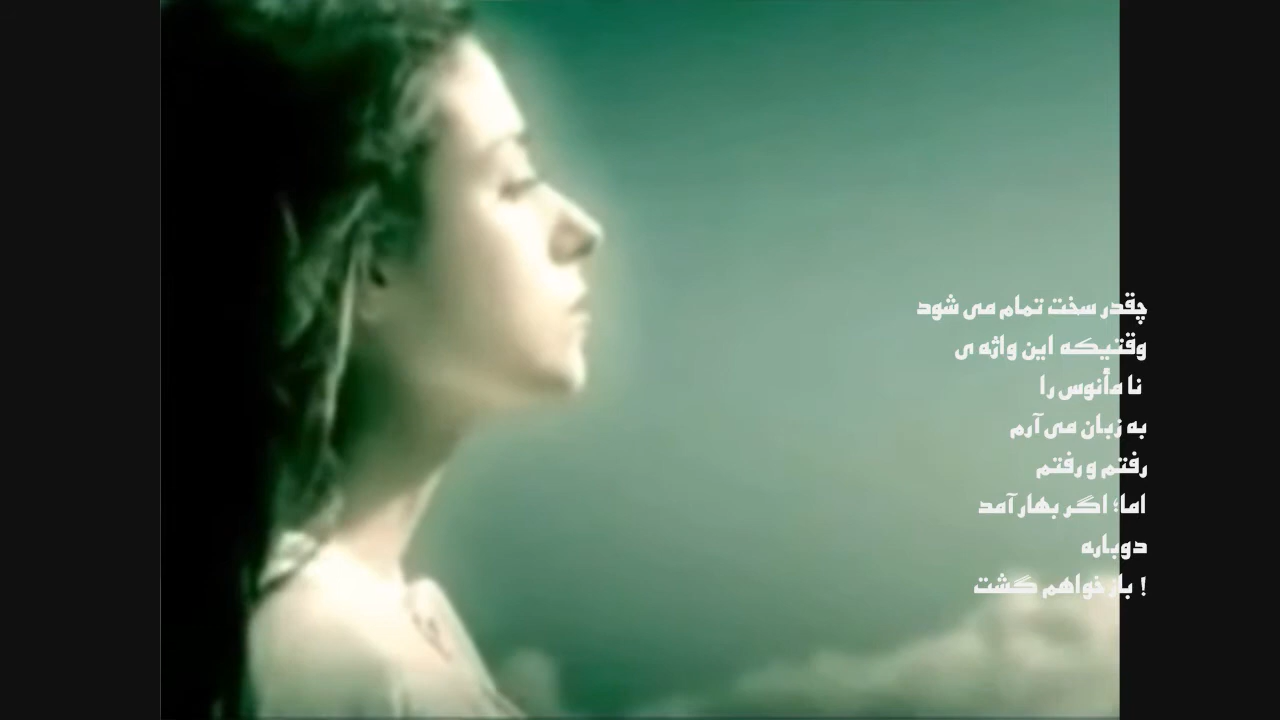 چقدر سخت تمام می شود
وقتیکه این واژه ی
نا مأنوس را
به زبان می آرم
رفتم و رفتم
اما؛ اگر بهار آمد
دوباره
باز خواهم گشت !